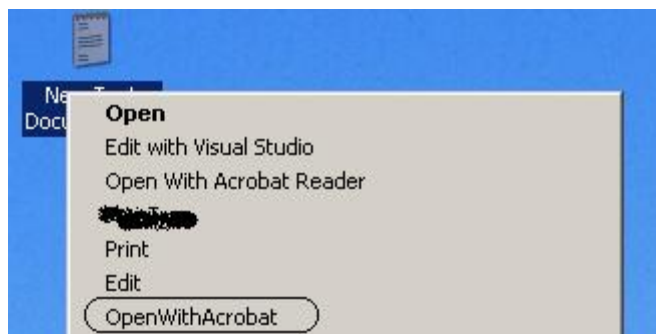 Open
Edit with Visual Studio
Open With Acrobat Reader
Print
Edit
OpenWithAcrobat